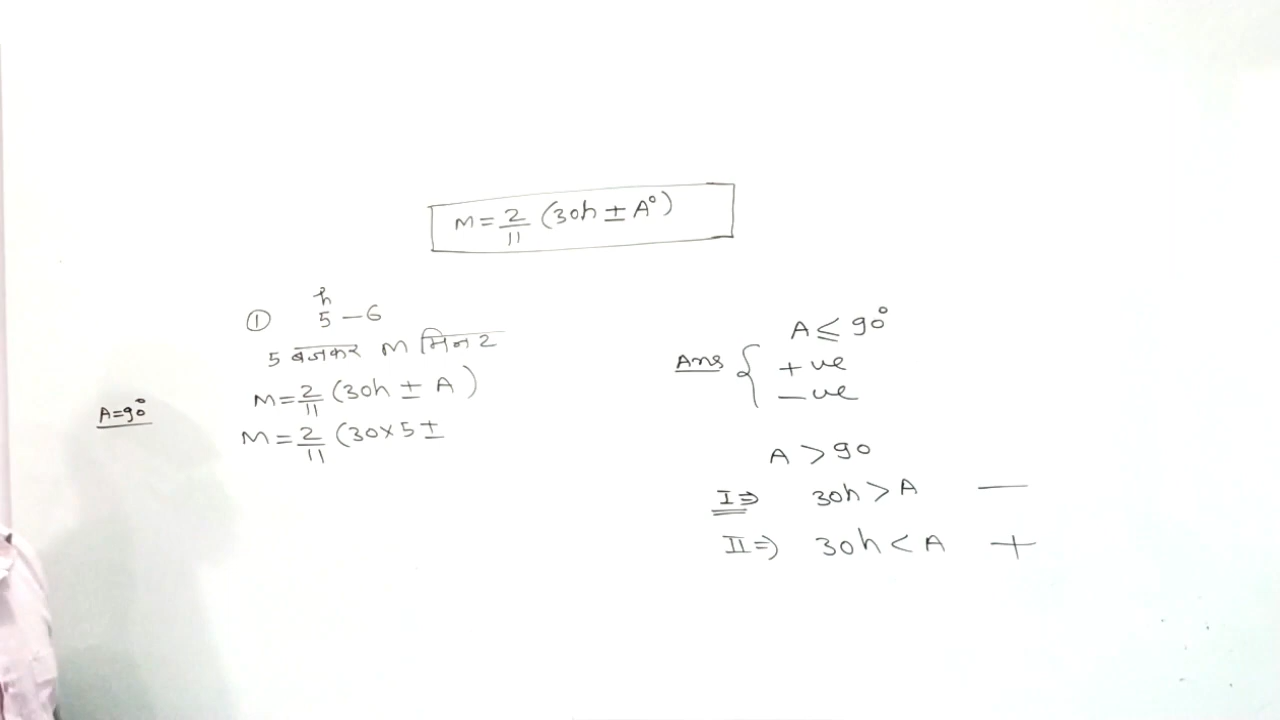 M = 2/11 (30h ± A°)
① h
5 – 6
5 बजकर M मिनट
M = 2/11 (30h ± A)
A=90°
M = 2/11 (30×5 ±
A ≤ 90°
Ans { +ve
–ve
A > 90
I ⇒ 30h > A –
II ⇒ 30h < A +